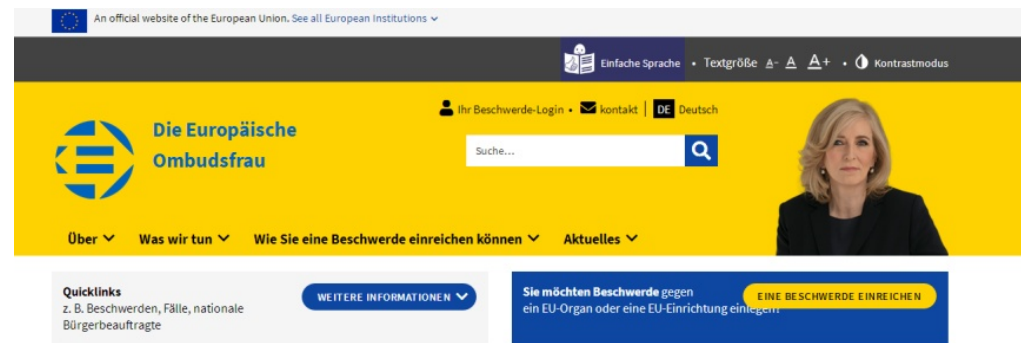 An official website of the European Union. See all European Institutions
Einfache Sprache • Textgröße A- A A+ • Kontrastmodus
Ihr Beschwerde-Login • kontakt | DE Deutsch
Die Europäische
Ombudsfrau
Suche...
Über Was wir tun Wie Sie eine Beschwerde einreichen können Aktuelles
Quicklinks
z. B. Beschwerden, Fälle, nationale
Bürgerbeauftragte
WEITERE INFORMATIONEN
Sie möchten Beschwerde gegen
ein EU-Organ oder eine EU-Einrichtung einlegen?
EINE BESCHWERDE EINREICHEN